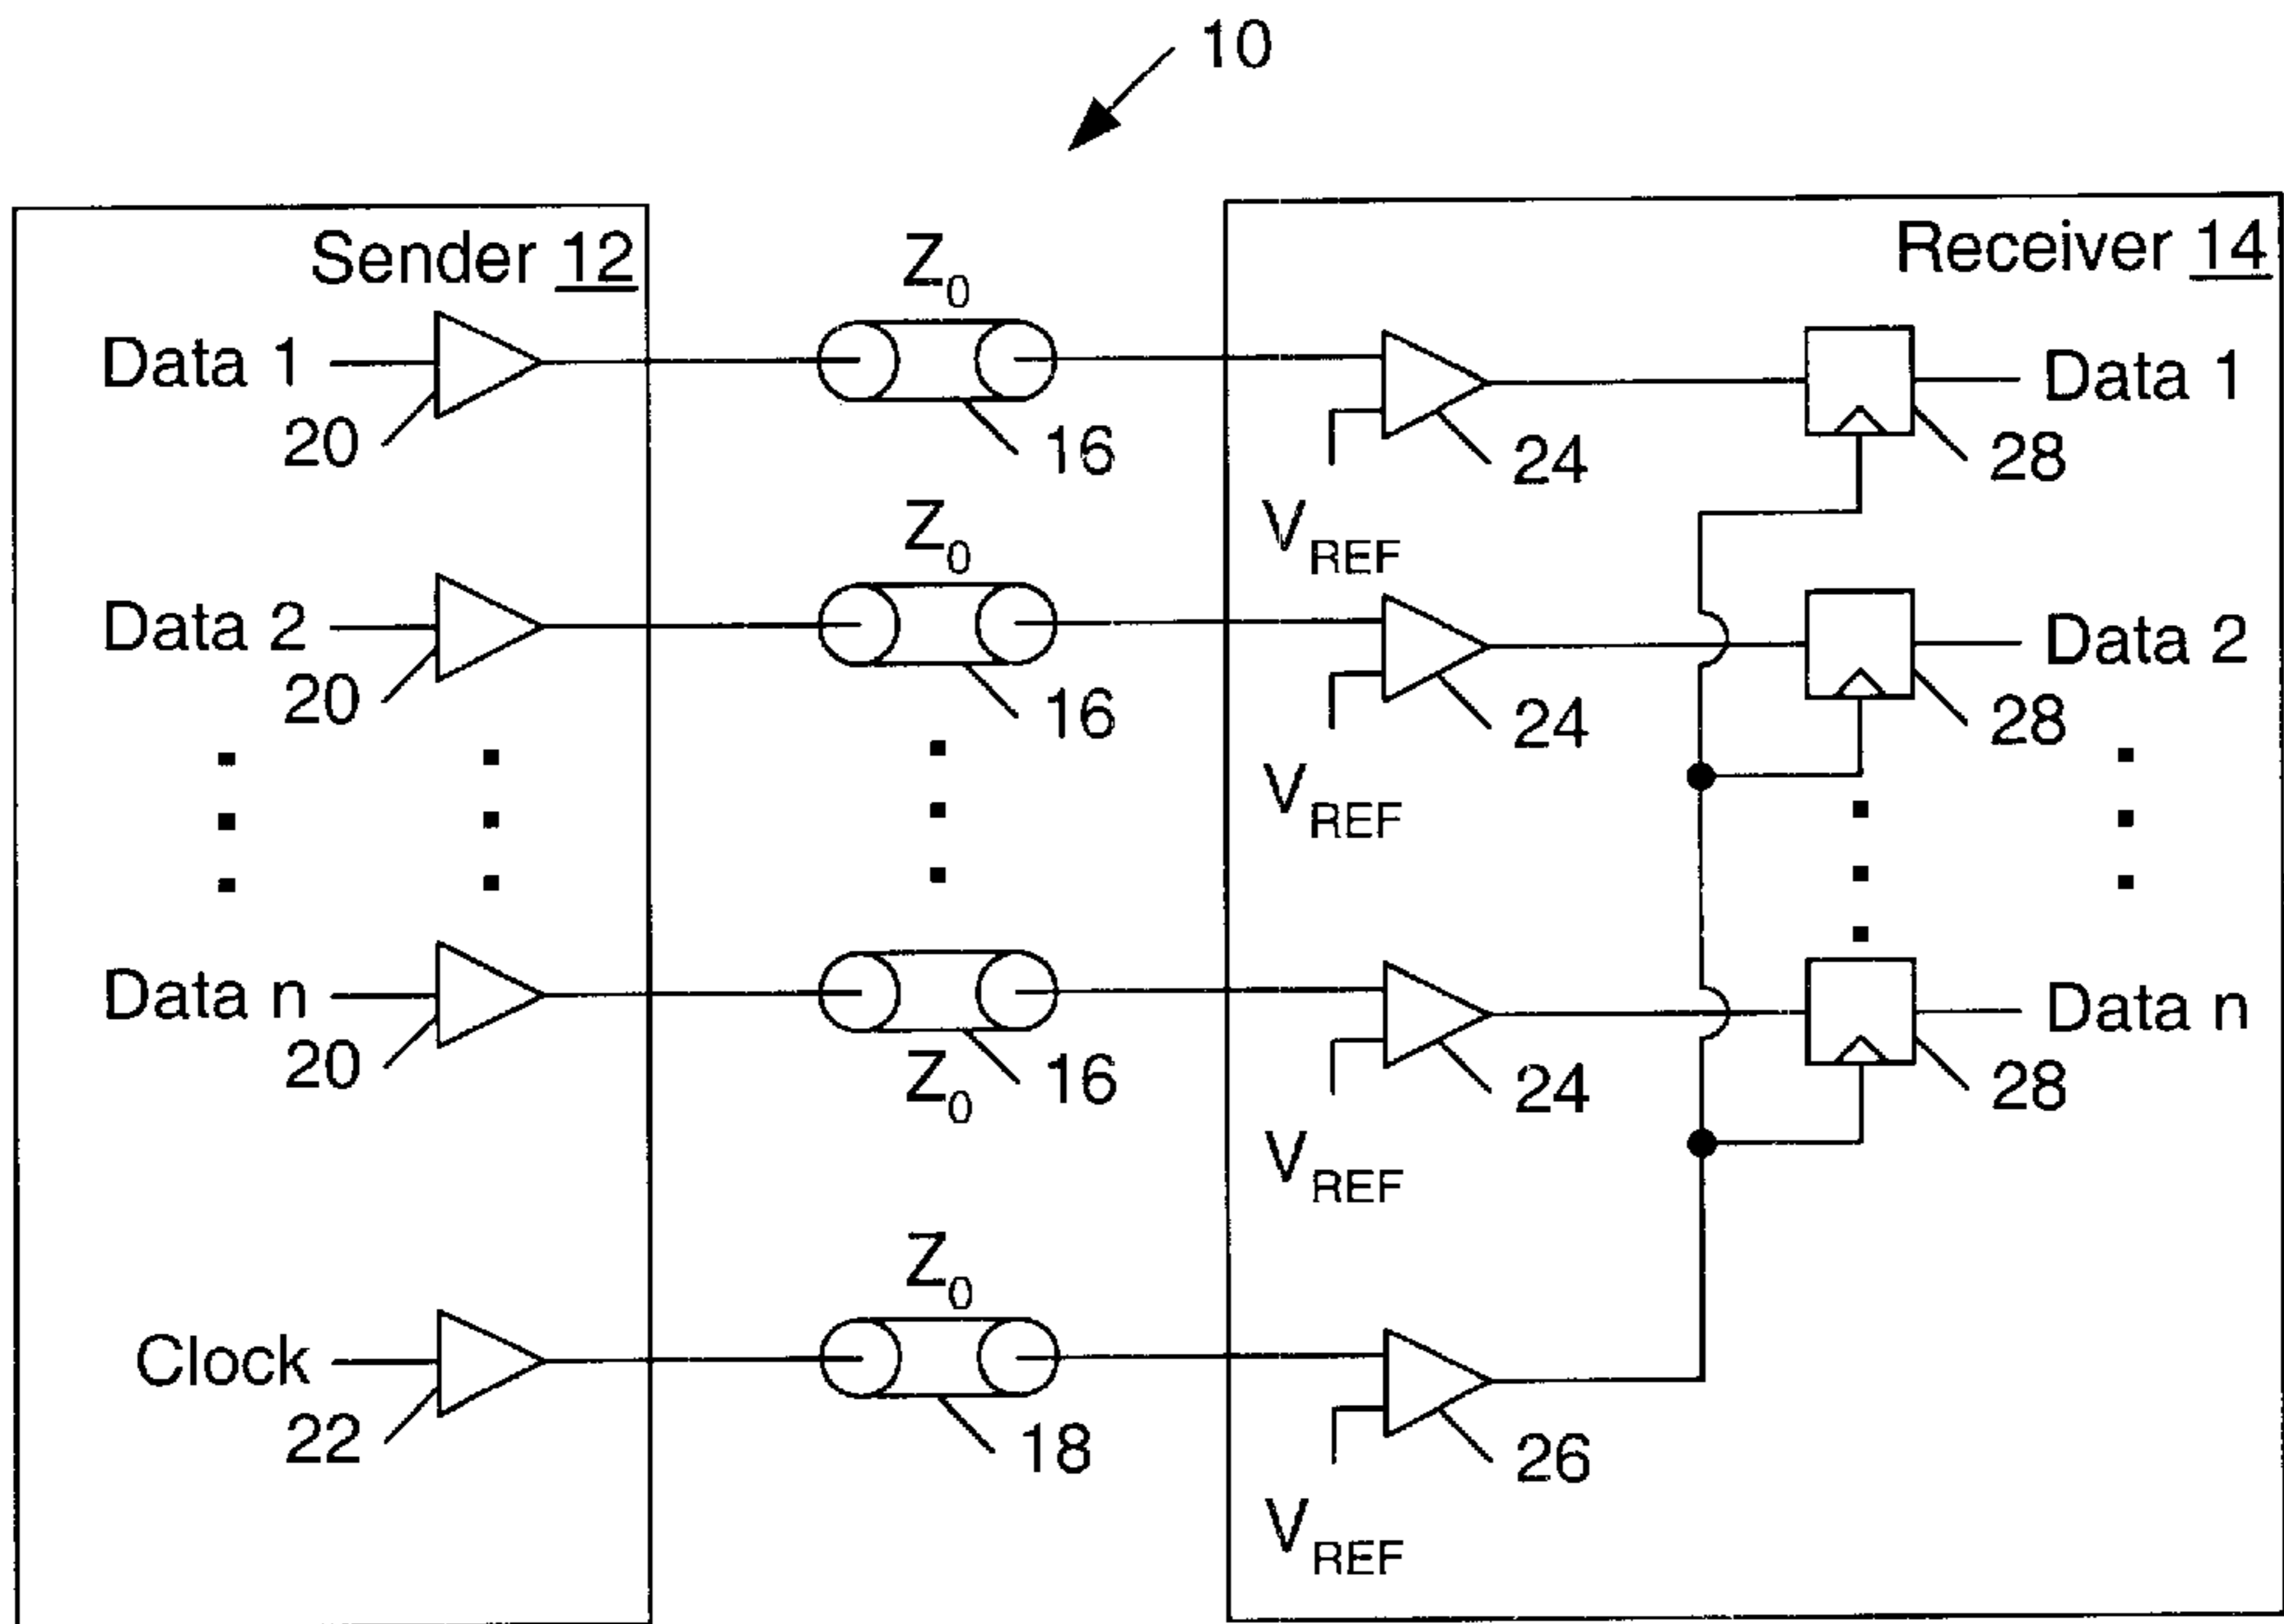 10
Sender 12
Z0
Receiver 14
Data 1
Data 1
20
16
24
28
Z0
VREF
Data 2
Data 2
20
16
24
28
VREF
Data n
Data n
20
Z0
16
24
28
VREF
Z0
Clock
22
18
26
VREF